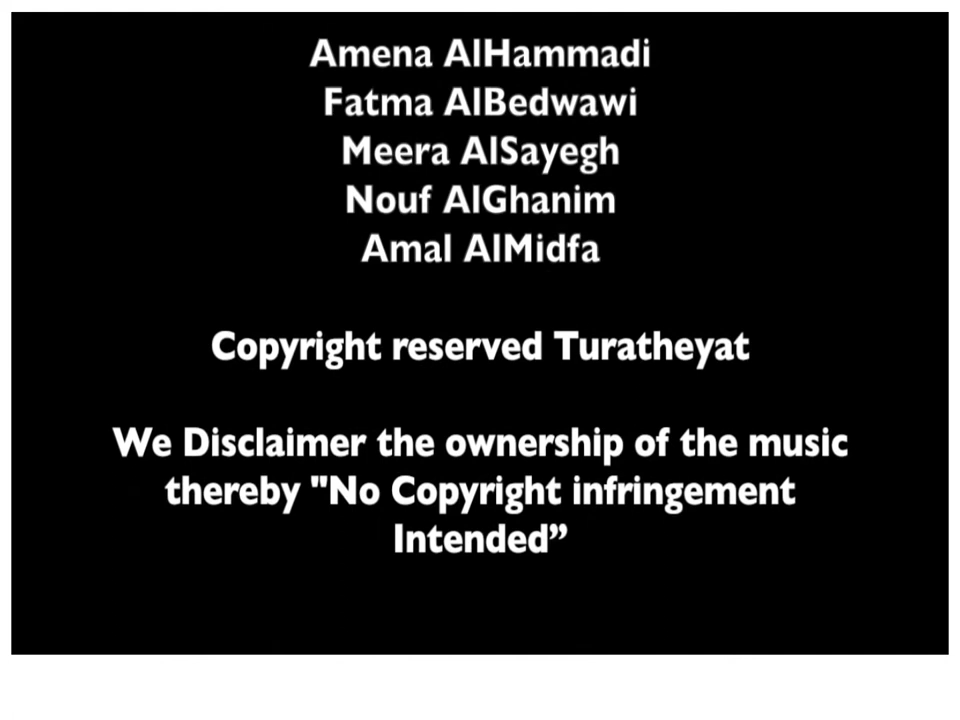 Amena AlHammadi
Fatma AlBedwawi
Meera AlSayegh
Nouf AlGhanim
Amal AlMidfa
Copyright reserved Turatheyat
We Disclaimer the ownership of the music
thereby "No Copyright infringement
Intended”